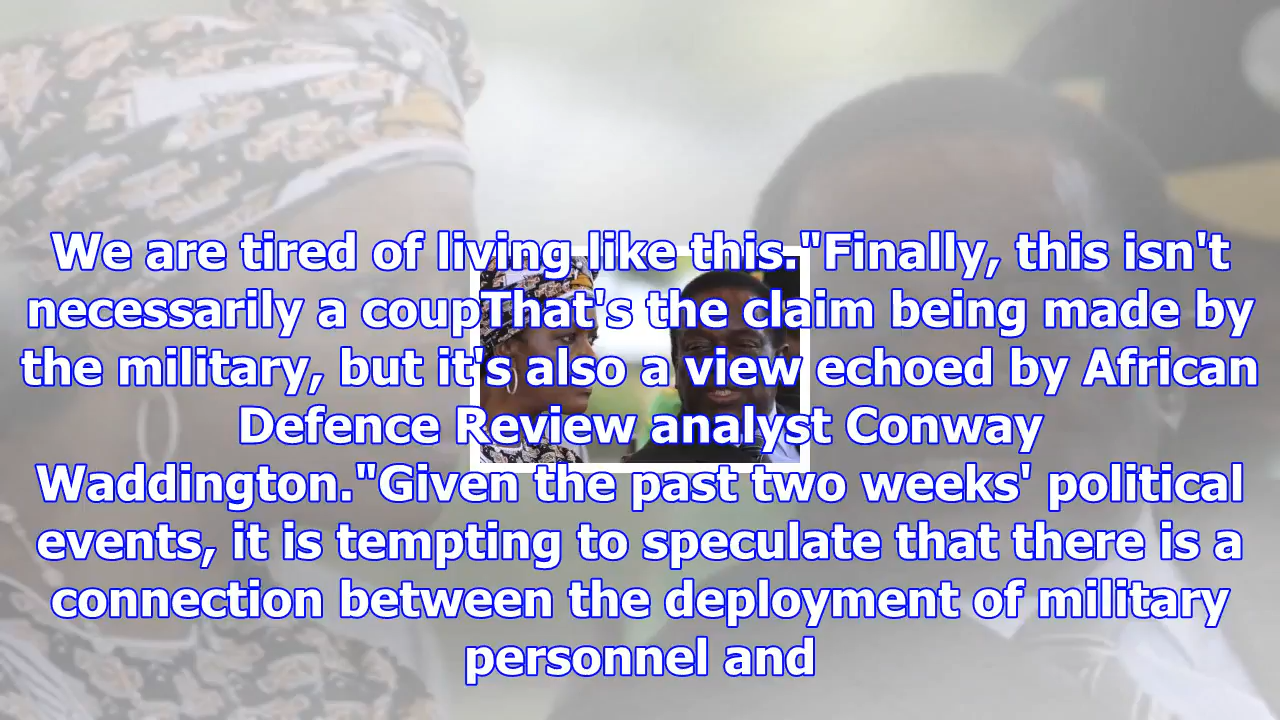 We are tired of living like this."Finally, this isn't
necessarily a coupThat's the claim being made by
the military, but it's also a view echoed by African
Defence Review analyst Conway
Waddington."Given the past two weeks' political
events, it is tempting to speculate that there is a
connection between the deployment of military
personnel and